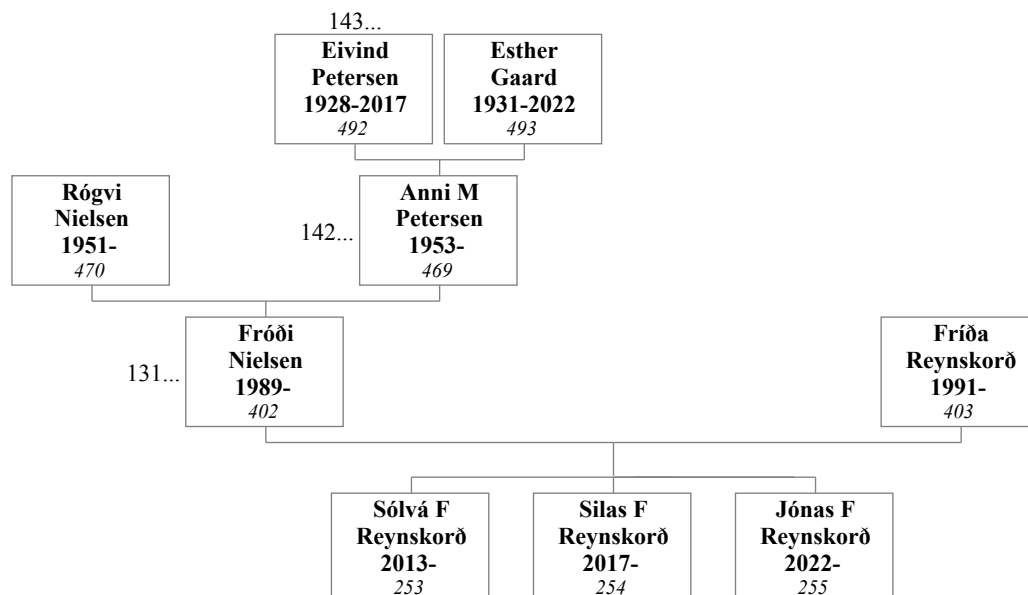 143...
Eivind
Petersen
1928-2017
492
Esther
Gaard
1931-2022
493
Rógvi
Nielsen
1951-
470
142...
Anni M
Petersen
1953-
469
131...
Fróði
Nielsen
1989-
402
Fríða
Reynskorð
1991-
403
Sólvá F
Reynskorð
2013-
253
Silas F
Reynskorð
2017-
254
Jónas F
Reynskorð
2022-
255